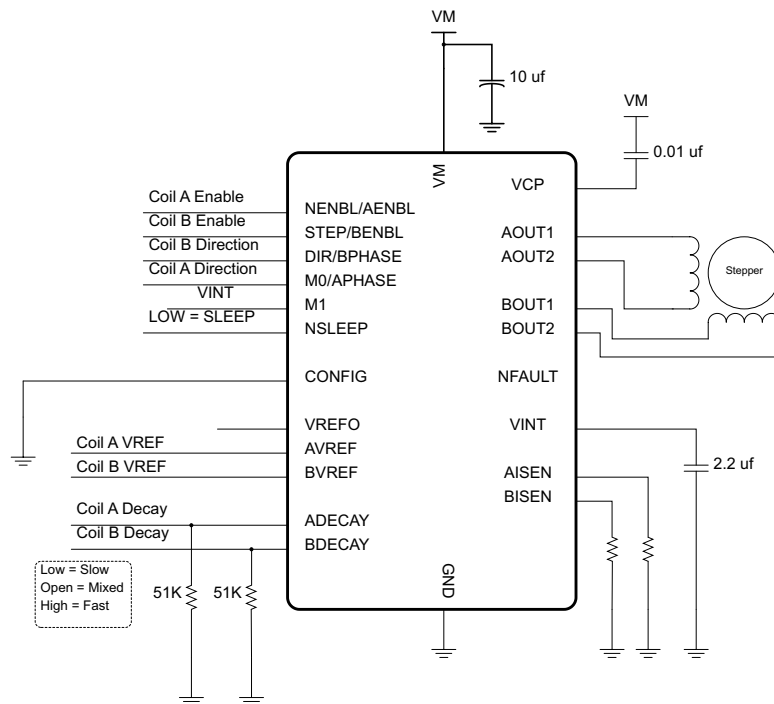 VM
10 uf
VM
0.01 uf
VM
VCP
Coil A Enable
NENBL/AENBL
Coil B Enable
STEP/BENBL
AOUT1
Coil B Direction
DIR/BPHASE
AOUT2
Stepper
Coil A Direction
M0/APHASE
VINT
M1
BOUT1
LOW = SLEEP
NSLEEP
BOUT2
CONFIG
NFAULT
VREFO
VINT
Coil A VREF
AVREF
Coil B VREF
BVREF
AISEN
2.2 uf
BISEN
Coil A Decay
ADECAY
Coil B Decay
BDECAY
Low = Slow
Open = Mixed
High = Fast
51K
51K
GND